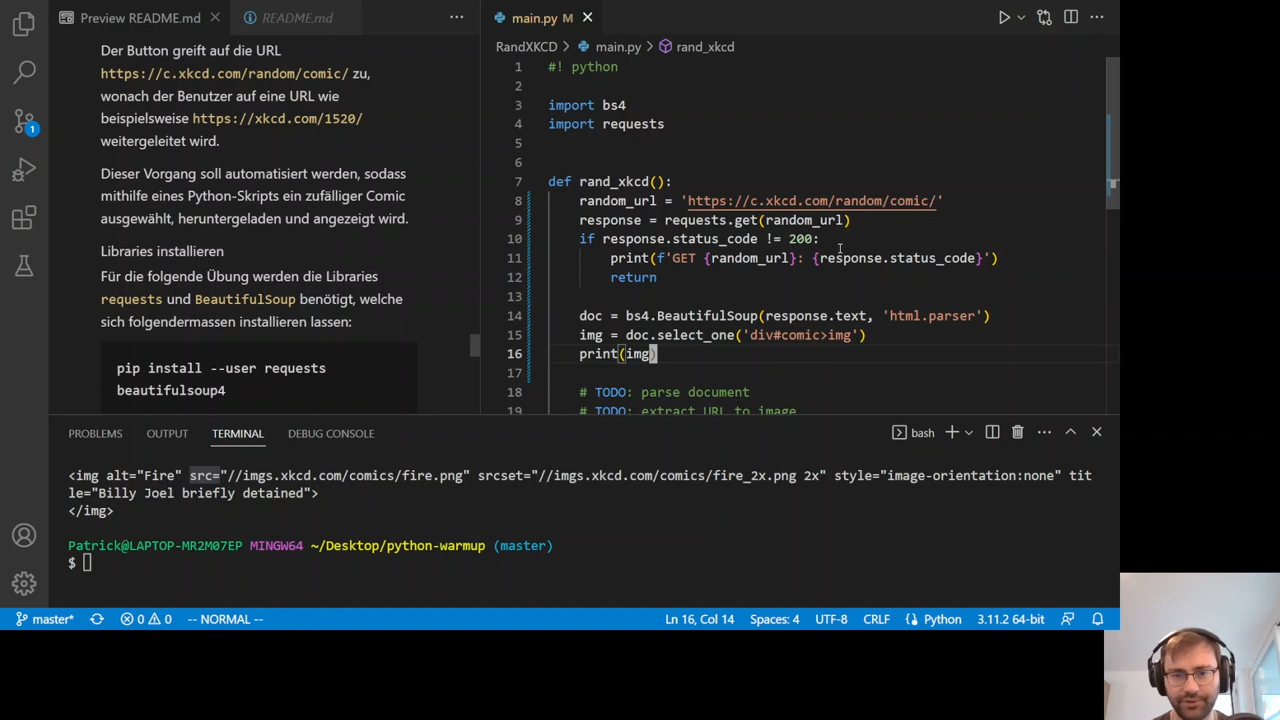 Preview README.md
README.md
Der Button greift auf die URL
https://c.xkcd.com/random/comic/ zu,
wonach der Benutzer auf eine URL wie
beispielsweise https://xkcd.com/1520/
weitergeleitet wird.
Dieser Vorgang soll automatisiert werden, sodass
mithilfe eines Python-Skripts ein zufälliger Comic
ausgewählt, heruntergeladen und angezeigt wird.
Libraries installieren
Für die folgende Übung werden die Libraries
requests und BeautifulSoup benötigt, welche
sich folgendermassen installieren lassen:
pip install --user requests
beautifulsoup4
main.py M
RandXKCD > main.py > rand_xkcd
1 #! python
2
3 import bs4
4 import requests
5
6
7 def rand_xkcd():
8 random_url = 'https://c.xkcd.com/random/comic/'
9 response = requests.get(random_url)
10 if response.status_code != 200:
11 print(f'GET {random_url}: {response.status_code}')
12 return
13
14 doc = bs4.BeautifulSoup(response.text, 'html.parser')
15 img = doc.select_one('div#comic>img')
16 print(img)
17
18 # TODO: parse document
19 # TODO: extract URL to image
PROBLEMS OUTPUT TERMINAL DEBUG CONSOLE bash
<img alt="Fire" src="//imgs.xkcd.com/comics/fire.png" srcset="//imgs.xkcd.com/comics/fire_2x.png 2x" style="image-orientation:none" tit
le="Billy Joel briefly detained">
</img>
Patrick@LAPTOP-MR2M07EP MINGW64 ~/Desktop/python-warmup (master)
$
1
master* 0 0 -- NORMAL -- Ln 16, Col 14 Spaces: 4 UTF-8 CRLF Python 3.11.2 64-bit